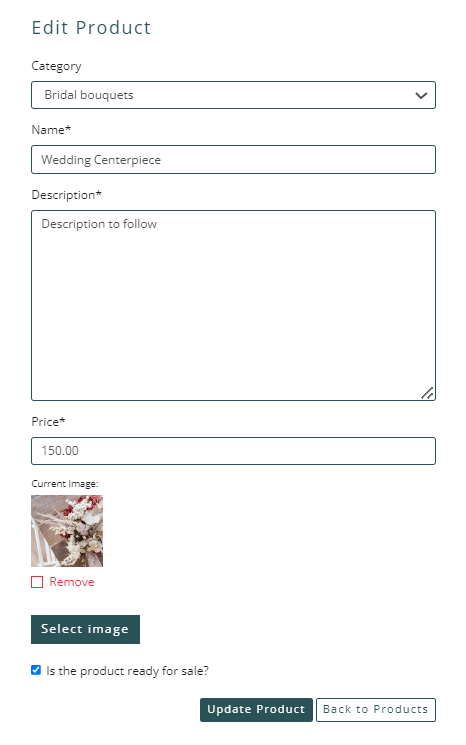 Edit Product
Category
Bridal bouquets
Name*
Wedding Centerpiece
Description*
Description to follow
Price*
150.00
Current Image:
Remove
Select image
Is the product ready for sale?
Update Product Back to Products